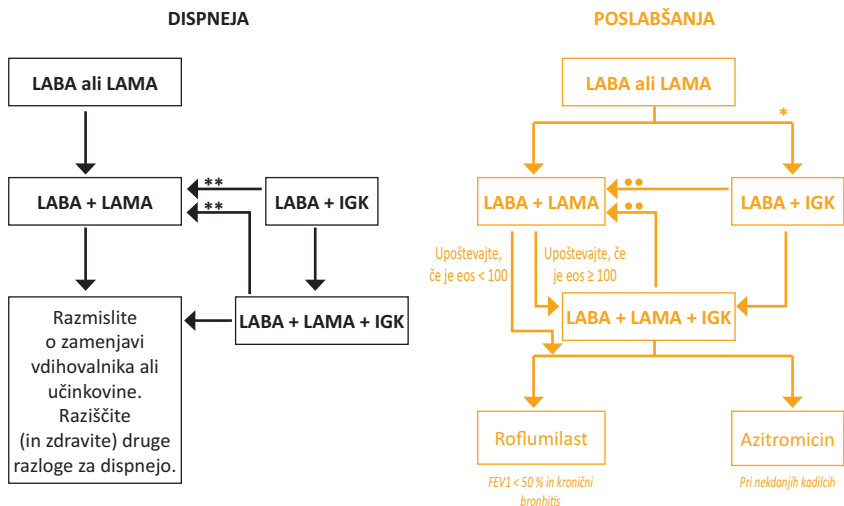 DISPNEJA
LABA ali LAMA
**
LABA + LAMA
**
LABA + IGK
LABA + LAMA + IGK
Razmislite
o zamenjavi
vdihovalnika ali
učinkovine.
Raziščite
(in zdravite) druge
razloge za dispnejo.
POSLABŠANJA
LABA ali LAMA
*
LABA + LAMA
••
••
LABA + IGK
Upoštevajte,
če je eos < 100
Upoštevajte, če
je eos ≥ 100
LABA + LAMA + IGK
Roflumilast
FEV1 < 50 % in kronični
bronhitis
Azitromicin
Pri nekdanjih kadilcih